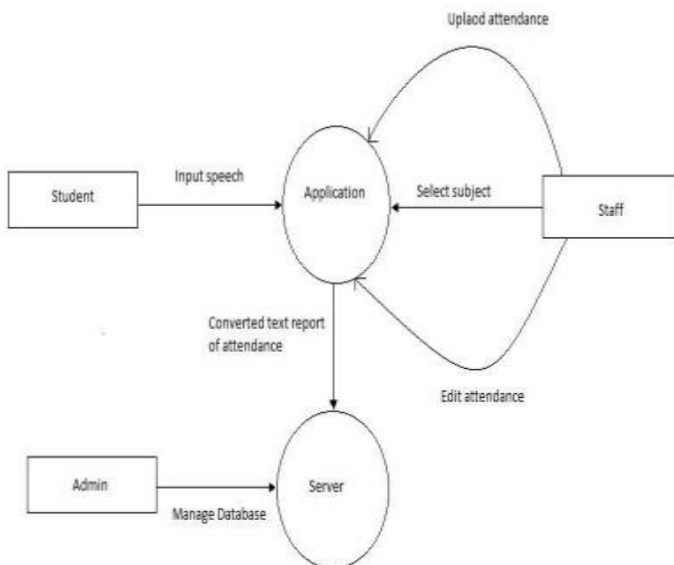 Uplaod attendance
Input speech
Student
Application
Select subject
Staff
Converted text report
of attendance
Edit attendance
Admin
Manage Database
Server